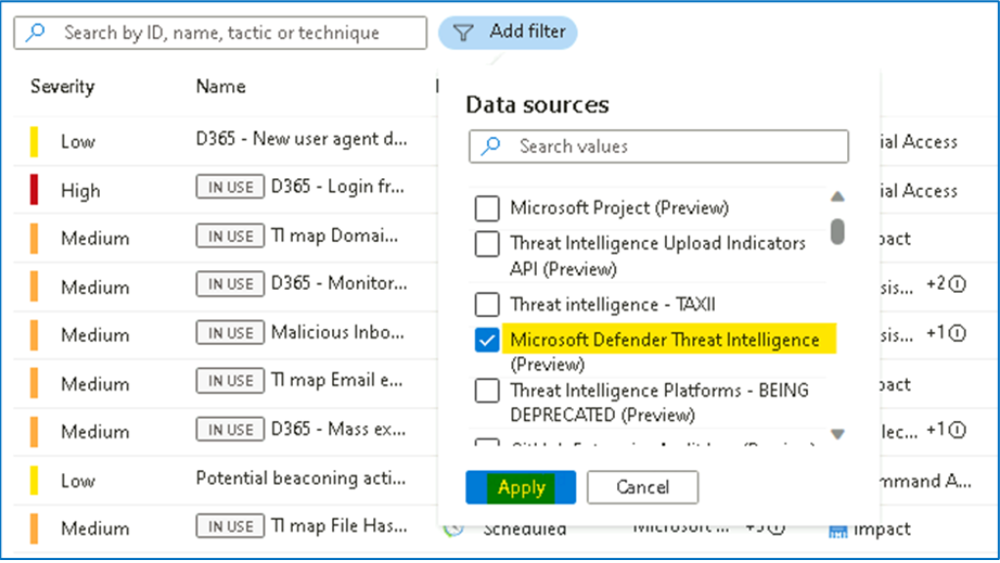 Search by ID, name, tactic or technique
Add filter
Severity Name
Data sources
Search values
Low D365 - New user agent d... ial Access
High IN USE D365 - Login fr... ial Access
Microsoft Project (Preview)
Medium IN USE TI map Domai... pact
Threat Intelligence Upload Indicators
API (Preview)
Medium IN USE D365 - Monitor... sis... +2
Threat intelligence - TAXII
Medium IN USE Malicious Inbo... sis... +1
Microsoft Defender Threat Intelligence
(Preview)
Medium IN USE TI map Email e... pact
Threat Intelligence Platforms - BEING
DEPRECATED (Preview)
Medium IN USE D365 - Mass ex... lec... +1
Low Potential beaconing acti... mmand A...
Apply Cancel
Medium IN USE TI map File Has... Scheduled Microsoft ... Impact